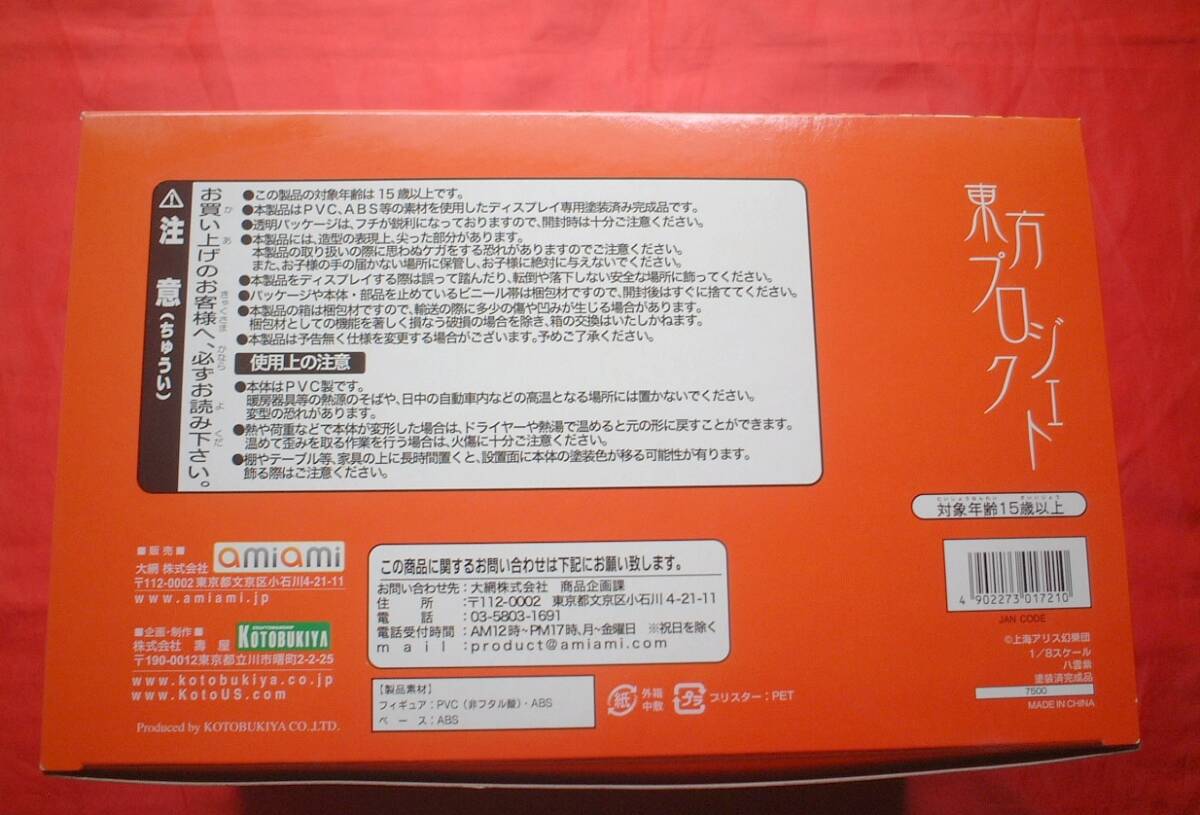 ⚠注意(ちゅうい)
お買い上げのお客様へ、必ずお読み下さい。
●この製品の対象年齢は15歳以上です。
●本製品はPVC、ABS等の素材を使用したディスプレイ専用塗装済み完成品です。
●透明パッケージは、フチが鋭利になっておりますので、開封時は十分ご注意ください。
●本製品には、造型の表現上、尖った部分があります。
本製品の取り扱いの際に思わぬケガをする恐れがありますのでご注意ください。
また、お子様の手の届かない場所に保管し、お子様に絶対に与えないでください。
●本製品をディスプレイする際は誤って踏んだり、転倒や落下しない安全な場所に飾ってください。
●パッケージや本体・部品を止めているビニール帯は梱包材ですので、開封後はすぐに捨ててください。
●本製品の箱は梱包材ですので、輸送の際に多少の傷や凹みが生じる場合があります。
梱包材としての機能を著しく損なう破損の場合を除き、箱の交換はいたしかねます。
●本製品は予告無く仕様を変更する場合がございます。予めご了承ください。
使用上の注意
●本体はPVC製です。
暖房器具等の熱源のそばや、日中の自動車内などの高温となる場所には置かないでください。
変型の恐れがあります。
●熱や荷重などで本体が変形した場合は、ドライヤーや熱湯で温めると元の形に戻すことができます。
温めて歪みを取る作業を行う場合は、火傷に十分ご注意ください。
●棚やテーブル等、家具の上に長時間置くと、設置面に本体の塗装色が移る可能性が有ります。
飾る際はご注意ください。
東方プロジェクト
対象年齢15歳以上
4 902273 017210
JAN CODE
©上海アリス幻樂団
1/8スケール
八雲紫
塗装済完成品
7500
MADE IN CHINA
■販売■
amiami
大網 株式会社
〒112-0002 東京都文京区小石川4-21-11
www.amiami.jp
■企画・制作■
株式会社 壽屋
KOTOBUKIYA
〒190-0012東京都立川市曙町2-2-25
www.kotobukiya.co.jp
www.KotoUS.com
Produced by KOTOBUKIYA CO.,LTD.
この商品に関するお問い合わせは下記にお願い致します。
お問い合わせ先:大網株式会社 商品企画課
住所:〒112-0002 東京都文京区小石川4-21-11
電話:03-5803-1691
電話受付時間:AM12時~PM17時、月~金曜日 ※祝日を除く
mail:product@amiami.com
【製品素材】
フィギュア:PVC(非フタル酸)・ABS
ベース:ABS
紙 外箱
中敷
プラ ブリスター:PET